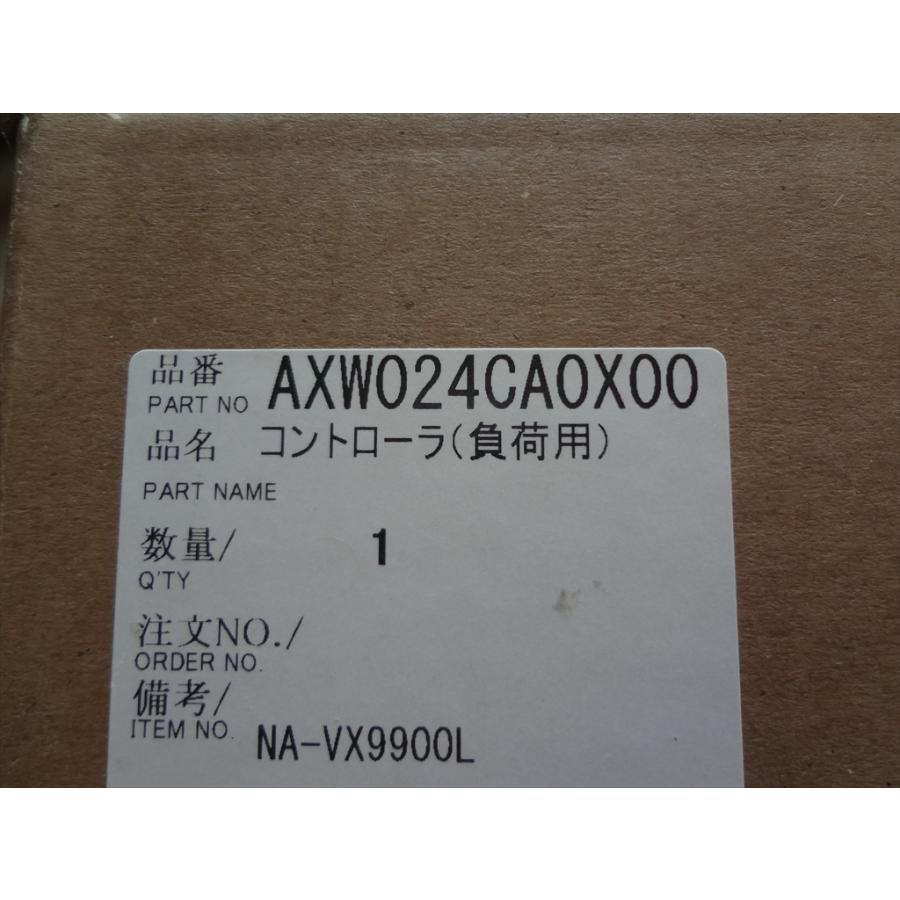 品番 AXW024CA0X00
PART NO
品名 コントローラ(負荷用)
PART NAME
数量/ 1
Q'TY
注文NO./
ORDER NO.
備考/
ITEM NO. NA-VX9900L